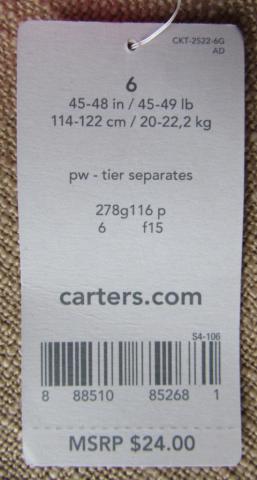 CKT-2522-6G
AD
6
45-48 in / 45-49 lb
114-122 cm / 20-22,2 kg
pw - tier separates
278g116 p
6 f15
carters.com
S4-106
8 88510 85268 1
MSRP $24.00